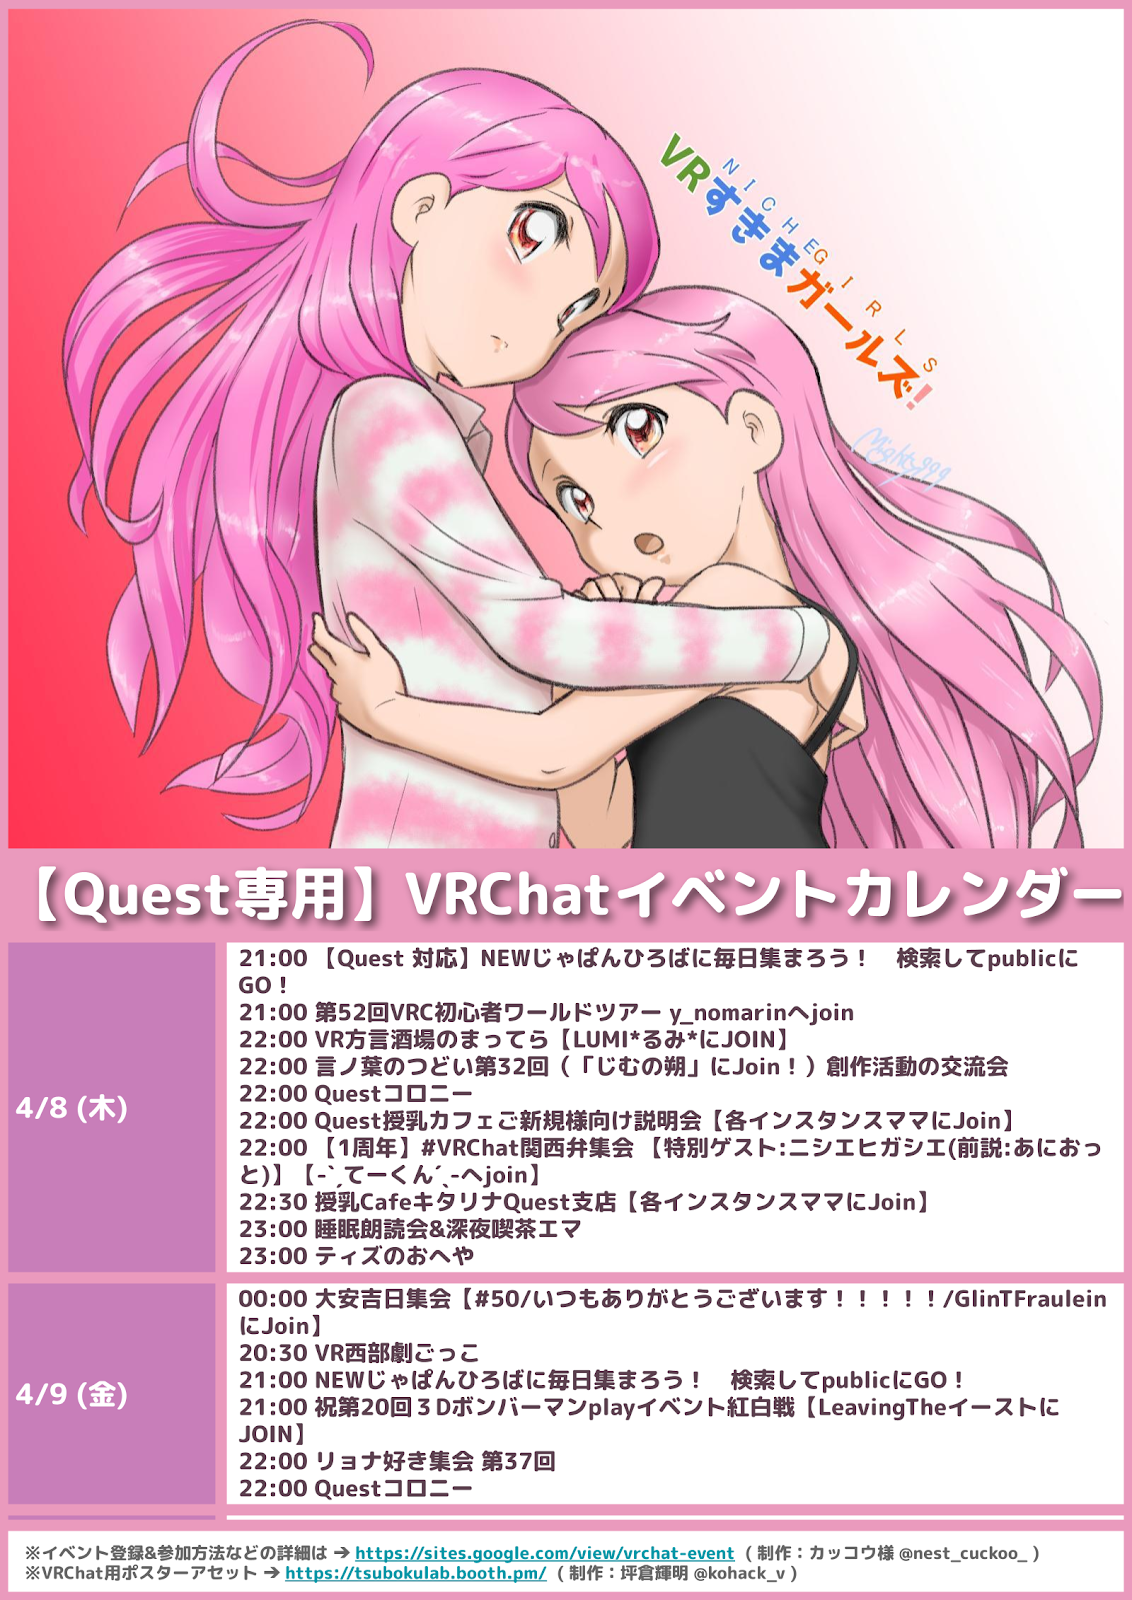 NICHE GIRLS
VRすきまガールズ!
Mighty999
【Quest専用】VRChatイベントカレンダー
4/8 (木)
21:00 【Quest 対応】NEWじゃぱんひろばに毎日集まろう！　検索してpublicに
GO！
21:00 第52回VRC初心者ワールドツアー y_nomarinへjoin
22:00 VR方言酒場のまってら【LUMI*るみ*にJOIN】
22:00 言ノ葉のつどい第32回（「じむの朔」にJoin！）創作活動の交流会
22:00 Questコロニー
22:00 Quest授乳カフェご新規様向け説明会【各インスタンスママにJoin】
22:00 【1周年】#VRChat関西弁集会 【特別ゲスト:ニシエヒガシエ(前説:あにおっ
と)】【-`ˏてーくん´ˎ-へjoin】
22:30 授乳CafeキタリナQuest支店【各インスタンスママにJoin】
23:00 睡眠朗読会&深夜喫茶エマ
23:00 ティズのおへや
4/9 (金)
00:00 大安吉日集会【#50/いつもありがとうございます！！！！！/GlinTFraulein
にJoin】
20:30 VR西部劇ごっこ
21:00 NEWじゃぱんひろばに毎日集まろう！　検索してpublicにGO！
21:00 祝第20回３Dボンバーマンplayイベント紅白戦【LeavingTheイーストに
JOIN】
22:00 リョナ好き集会 第37回
22:00 Questコロニー
※イベント登録&参加方法などの詳細は ➔ https://sites.google.com/view/vrchat-event （ 制作：カッコウ様 @nest_cuckoo_ ）
※VRChat用ポスターアセット ➔ https://tsubokulab.booth.pm/ （ 制作：坪倉輝明 @kohack_v ）